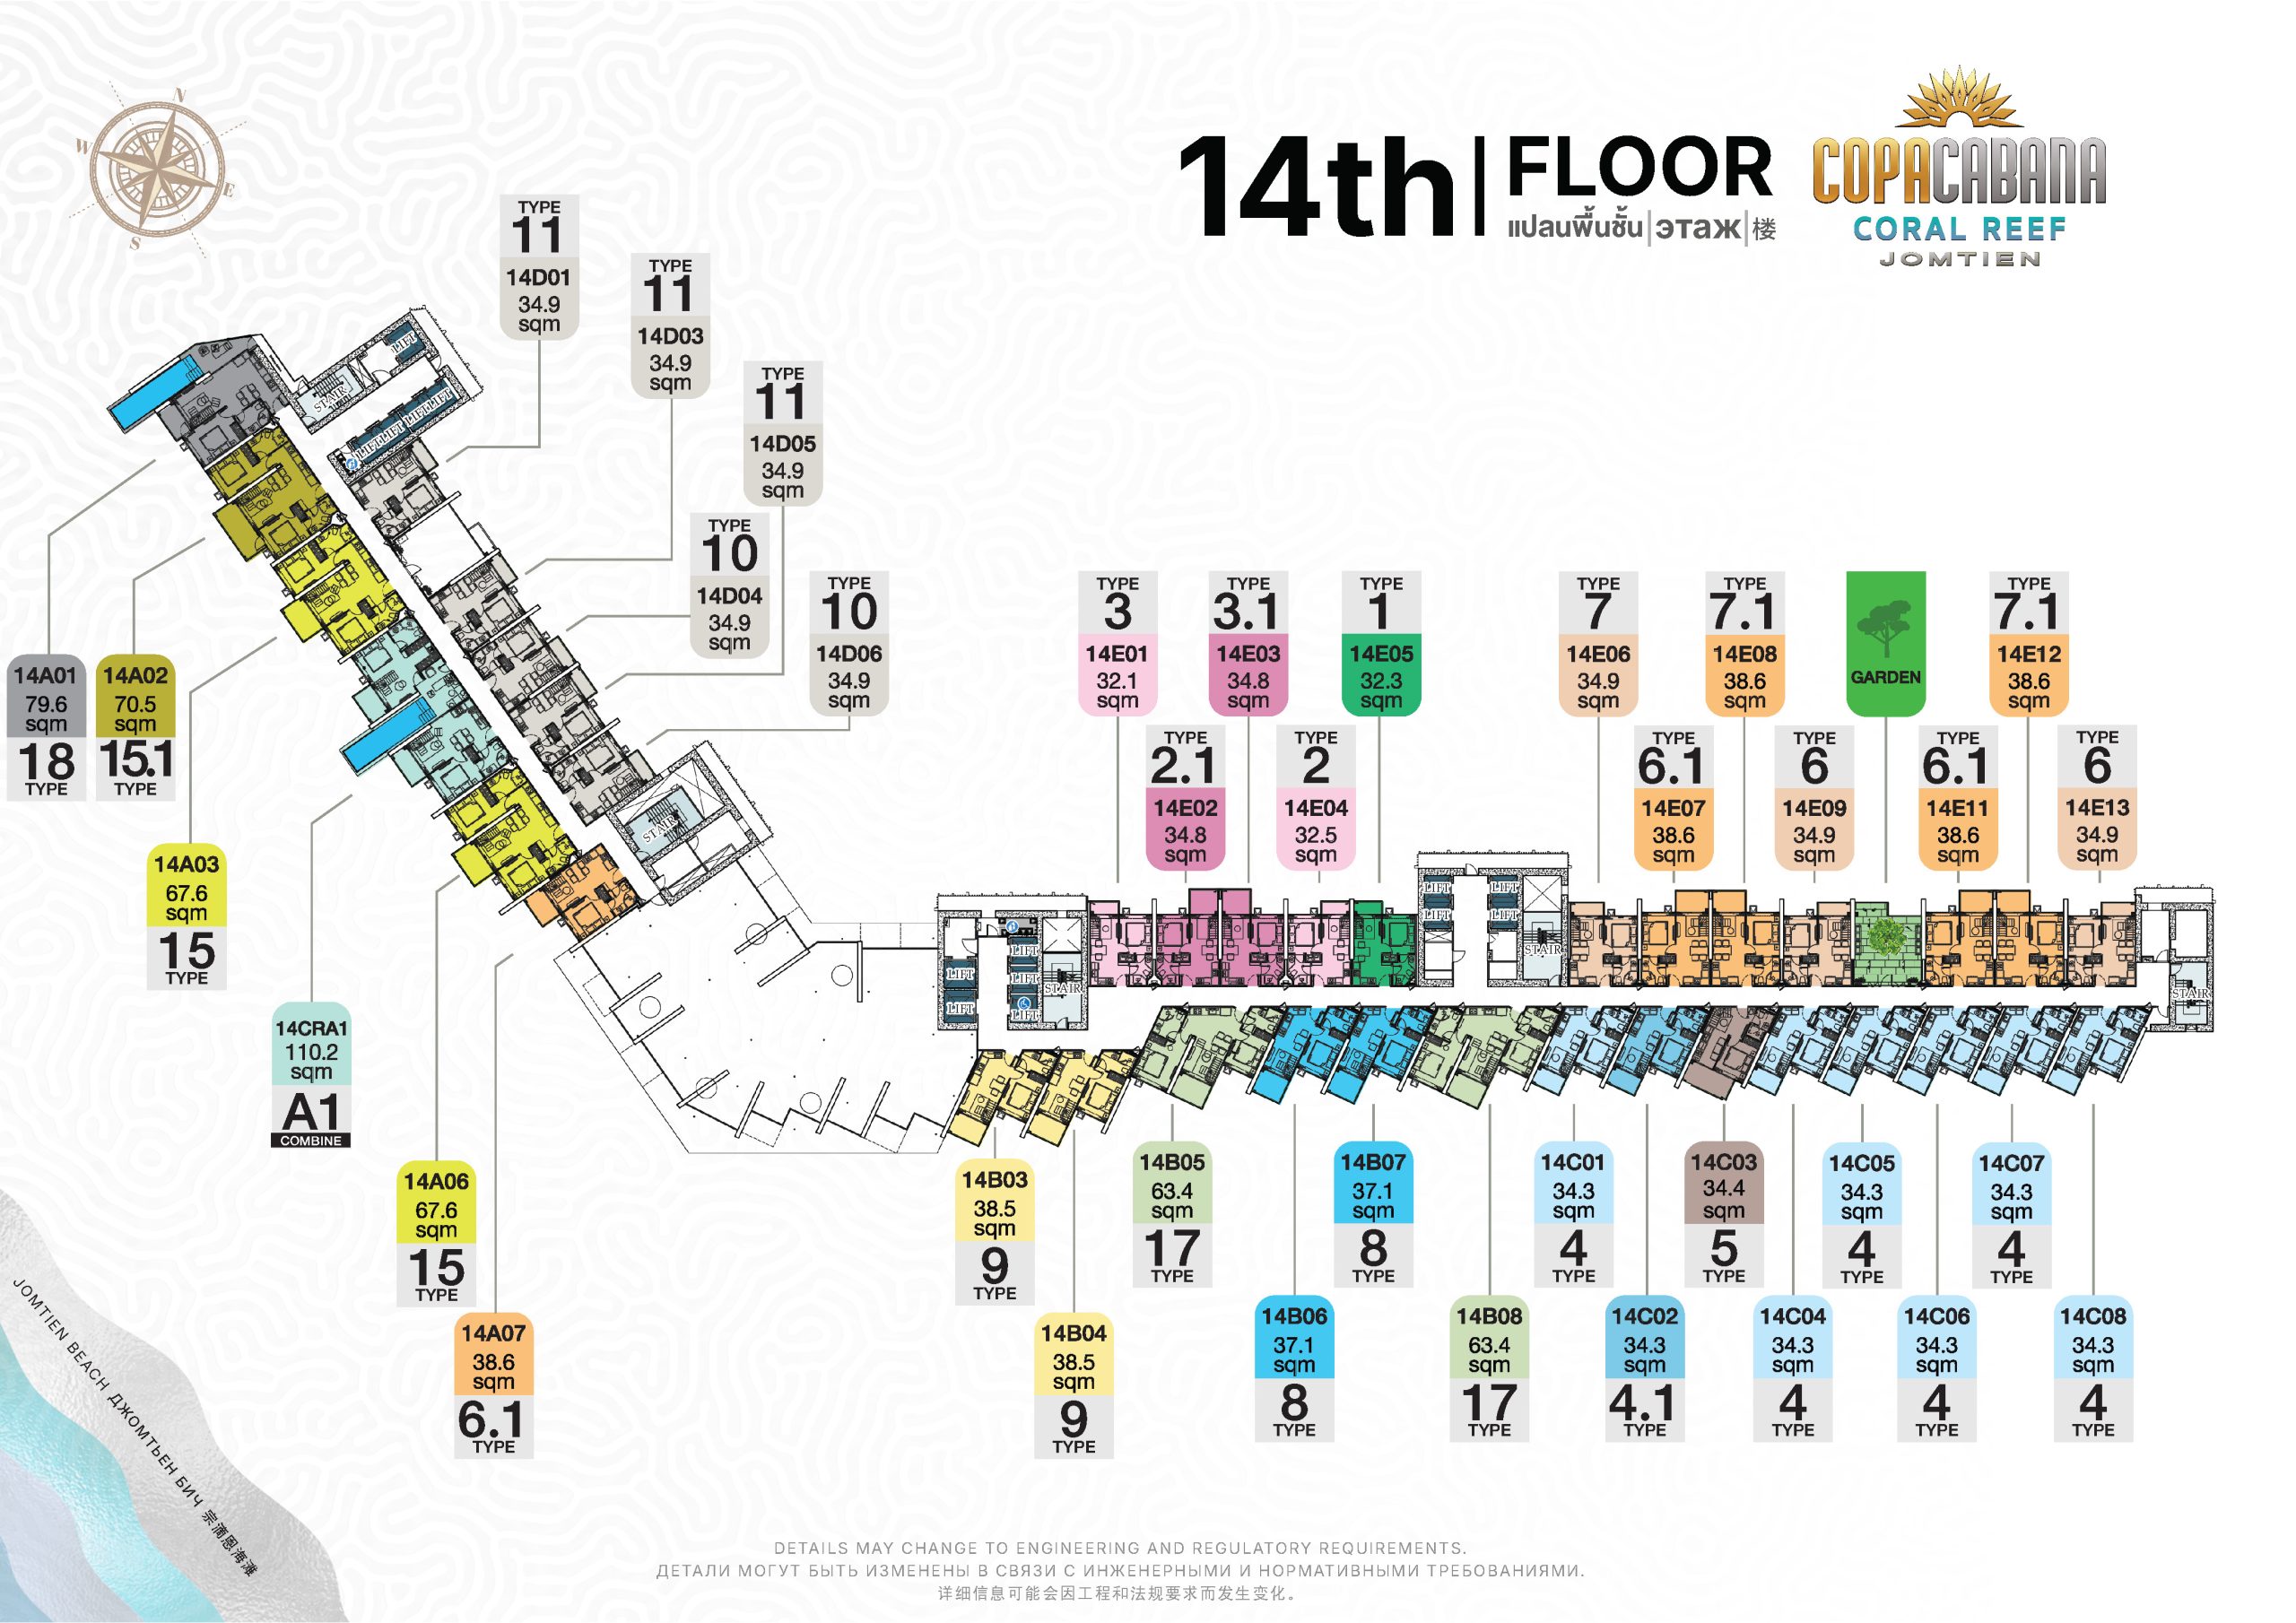 N
W
E
S
14th
FLOOR
แปลนพื้นชั้น|этаж|楼
COPACABANA
CORAL REEF
JOMTIEN
TYPE
11
14D01
34.9
sqm
TYPE
11
14D03
34.9
sqm
TYPE
11
14D05
34.9
sqm
TYPE
10
14D04
34.9
sqm
TYPE
10
14D06
34.9
sqm
14A01
79.6
sqm
18
TYPE
14A02
70.5
sqm
15.1
TYPE
14A03
67.6
sqm
15
TYPE
14CRA1
110.2
sqm
A1
COMBINE
14A06
67.6
sqm
15
TYPE
14A07
38.6
sqm
6.1
TYPE
LIFT
STAIR
LIFT
LIFT
LIFT
LIFT
STAIR
TYPE
3
14E01
32.1
sqm
TYPE
2.1
14E02
34.8
sqm
TYPE
3.1
14E03
34.8
sqm
TYPE
2
14E04
32.5
sqm
TYPE
1
14E05
32.3
sqm
TYPE
7
14E06
34.9
sqm
TYPE
6.1
14E07
38.6
sqm
TYPE
7.1
14E08
38.6
sqm
TYPE
6
14E09
34.9
sqm
GARDEN
TYPE
6.1
14E11
38.6
sqm
TYPE
7.1
14E12
38.6
sqm
TYPE
6
14E13
34.9
sqm
LIFT
LIFT
LIFT
LIFT
LIFT
STAIR
LIFT
LIFT
LIFT
LIFT
STAIR
STAIR
14B03
38.5
sqm
9
TYPE
14B04
38.5
sqm
9
TYPE
14B05
63.4
sqm
17
TYPE
14B06
37.1
sqm
8
TYPE
14B07
37.1
sqm
8
TYPE
14B08
63.4
sqm
17
TYPE
14C01
34.3
sqm
4
TYPE
14C02
34.3
sqm
4.1
TYPE
14C03
34.4
sqm
5
TYPE
14C04
34.3
sqm
4
TYPE
14C05
34.3
sqm
4
TYPE
14C06
34.3
sqm
4
TYPE
14C07
34.3
sqm
4
TYPE
14C08
34.3
sqm
4
TYPE
JOMTIEN BEACH ДЖОМТЬЕН БИЧ 宗滴恩海滩
DETAILS MAY CHANGE TO ENGINEERING AND REGULATORY REQUIREMENTS.
ДЕТАЛИ МОГУТ БЫТЬ ИЗМЕНЕНЫ В СВЯЗИ С ИНЖЕНЕРНЫМИ И НОРМАТИВНЫМИ ТРЕБОВАНИЯМИ.
详细信息可能会因工程和法规要求而发生变化。